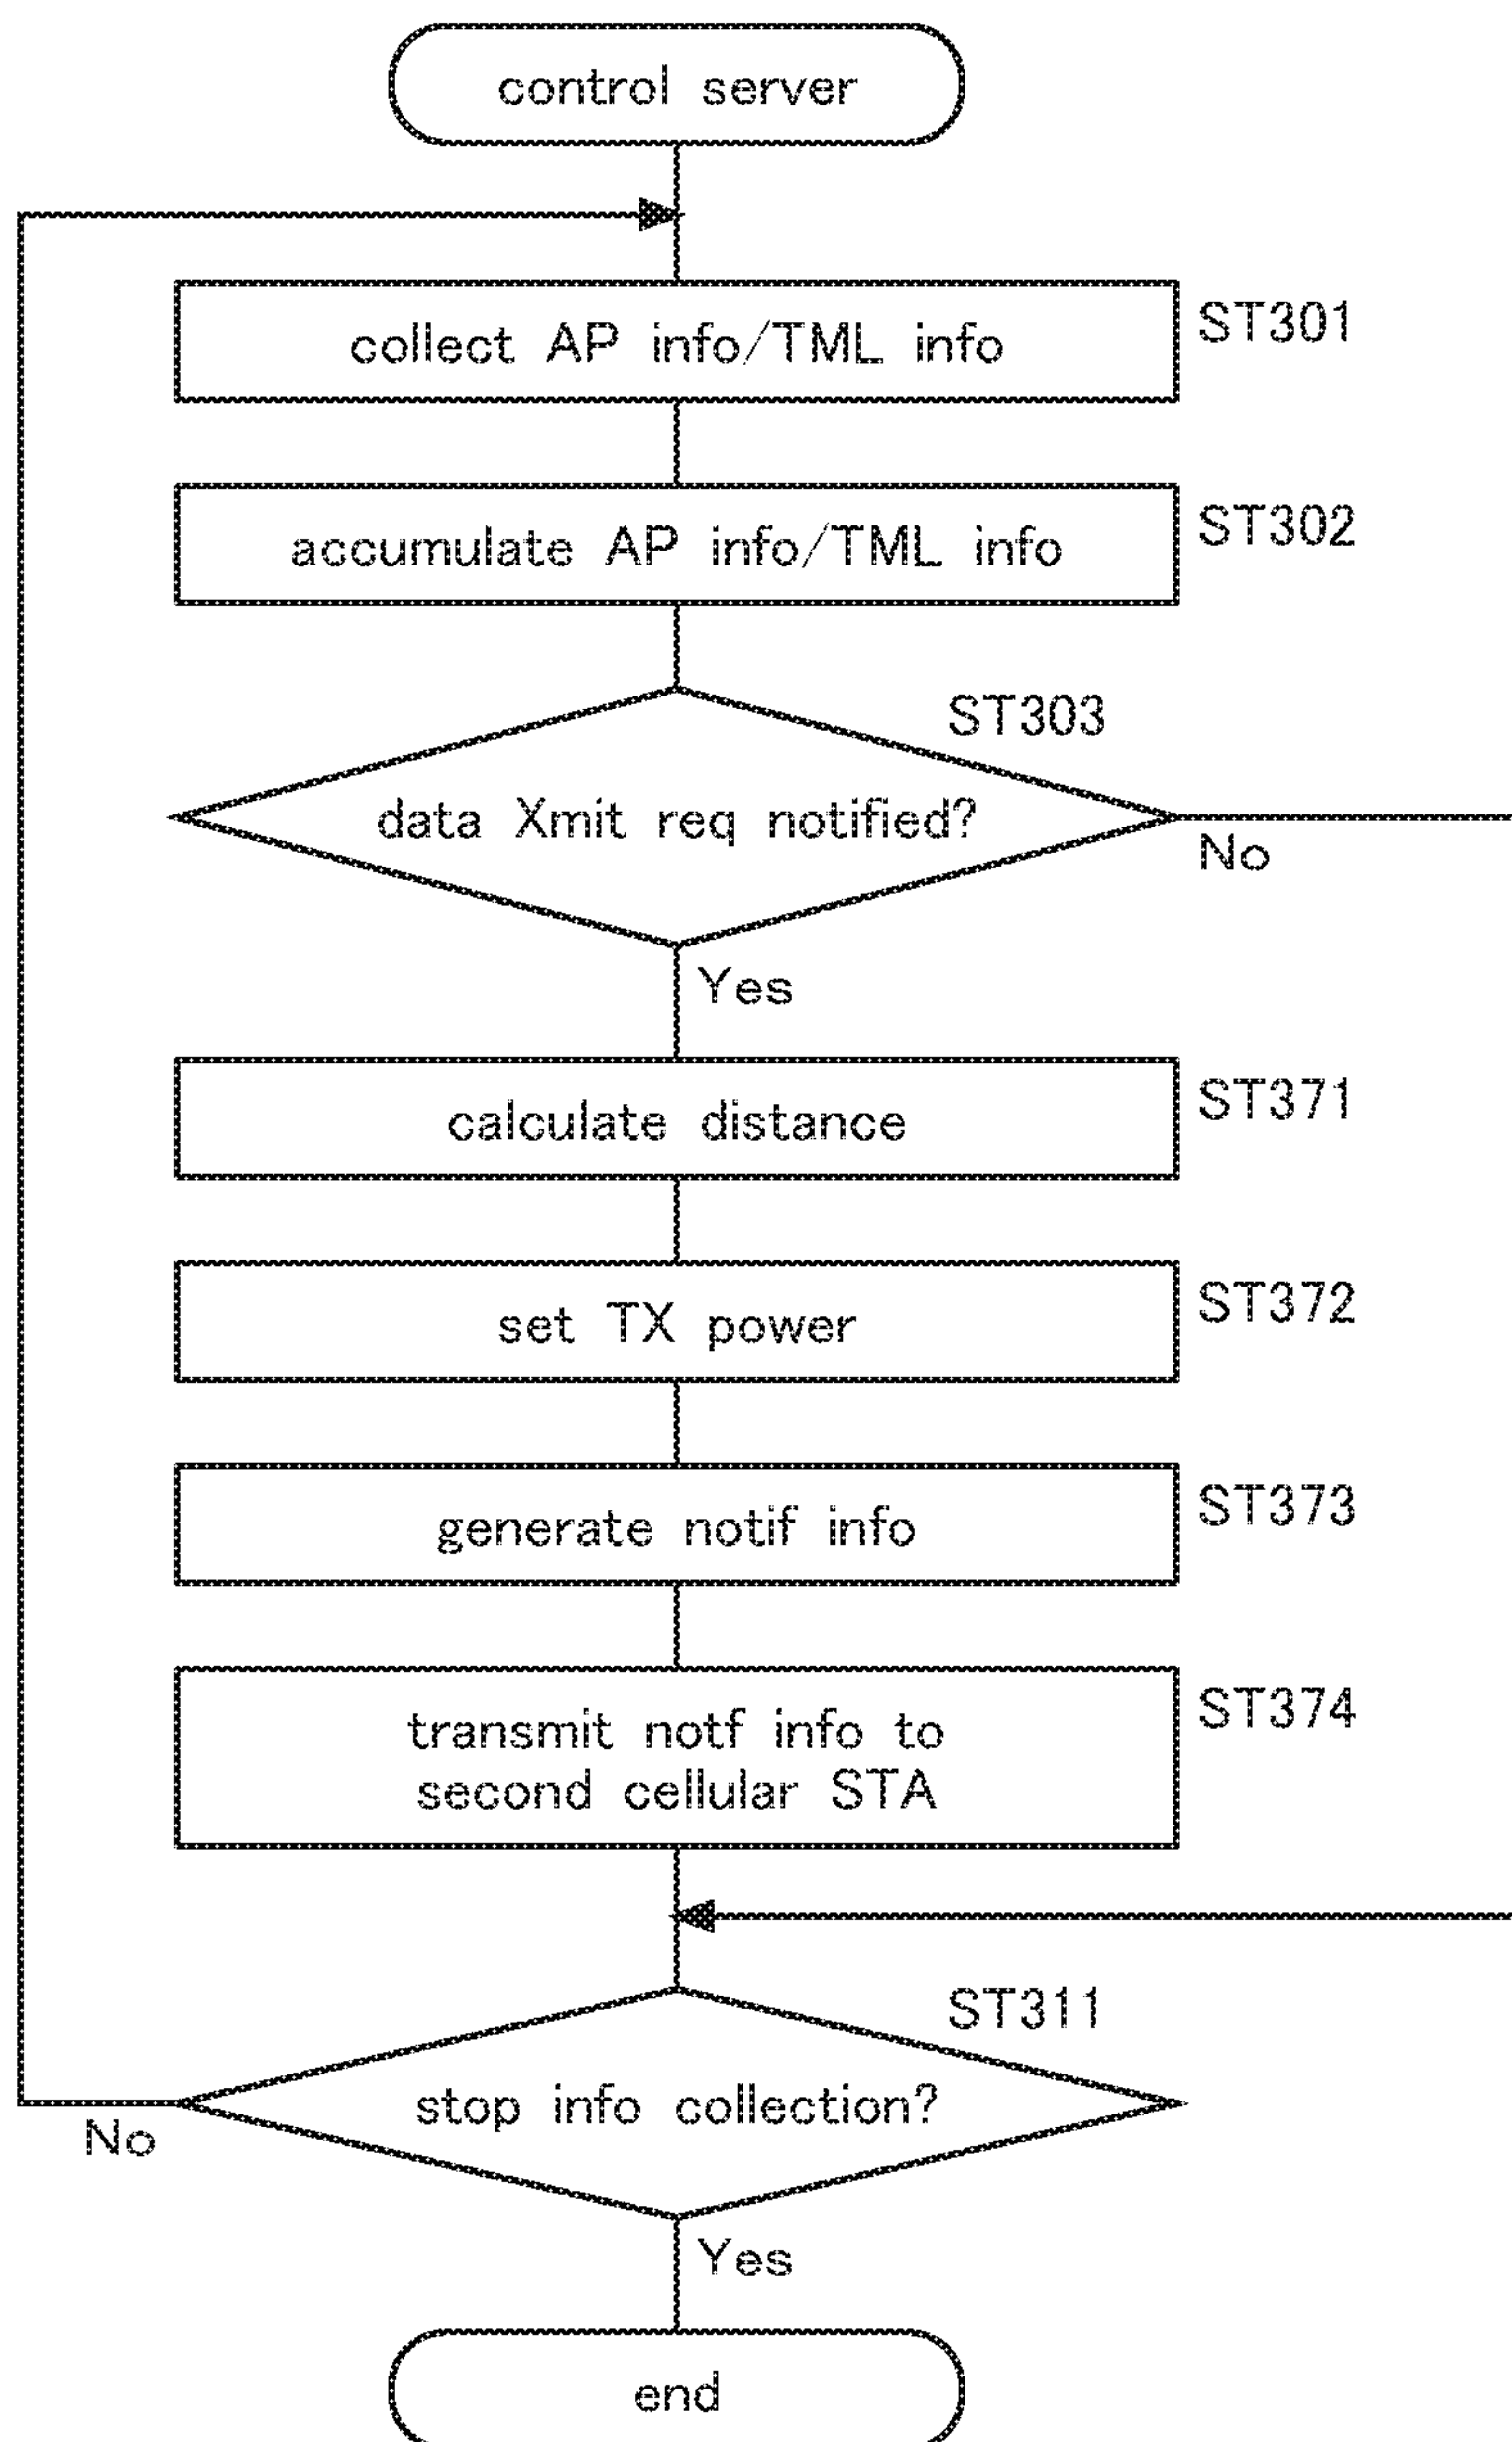 control server
collect AP info/TML info
ST301
accumulate AP info/TML info
ST302
ST303
data Xmit req notified?
No
Yes
calculate distance
ST371
set TX power
ST372
generate notif info
ST373
transmit notf info to
second cellular STA
ST374
ST311
stop info collection?
No
Yes
end